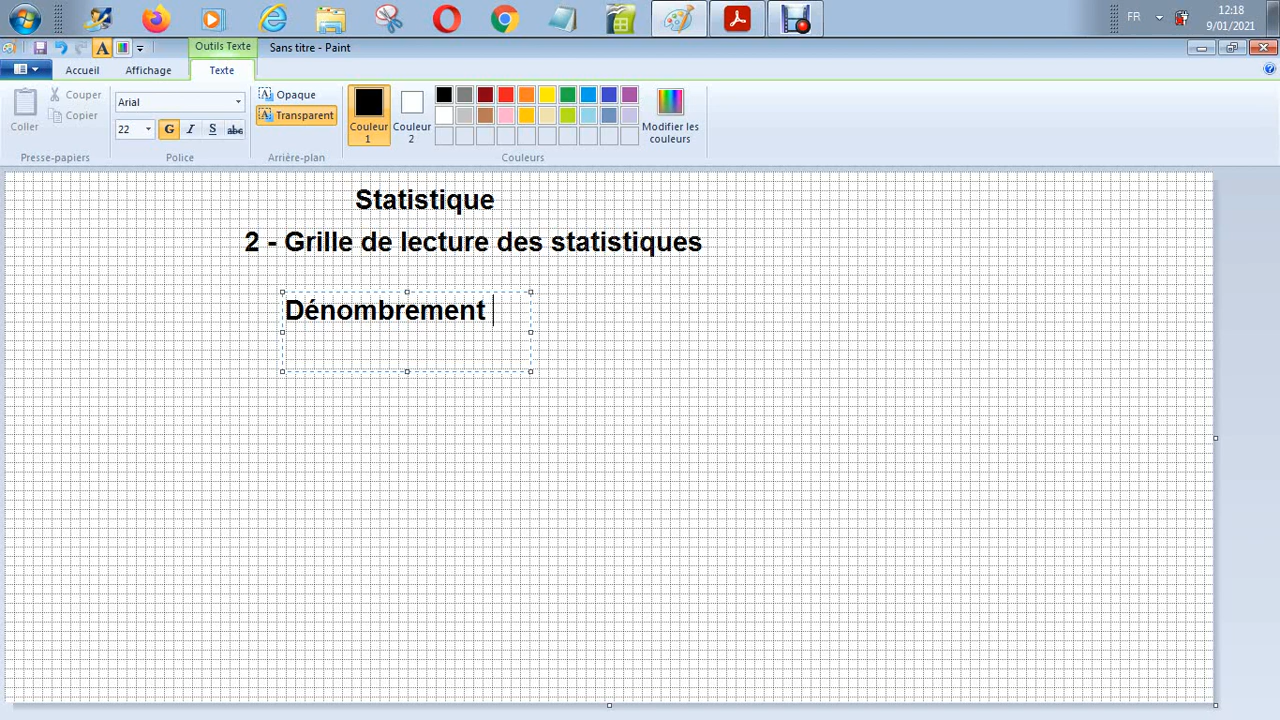 FR
12:18
9/01/2021
Outils Texte
Sans titre - Paint
Accueil
Affichage
Texte
Coller
Couper
Copier
Presse-papiers
Arial
22
G I S abc
Police
Opaque
Transparent
Arrière-plan
Couleur 1
Couleur 2
Modifier les couleurs
Couleurs
Statistique
2 - Grille de lecture des statistiques
Dénombrement